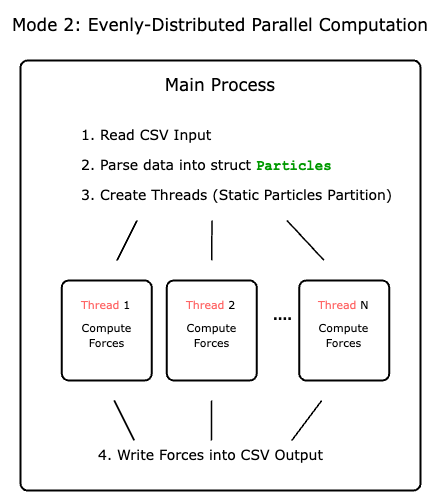 Mode 2: Evenly-Distributed Parallel Computation
Main Process
1. Read CSV Input
2. Parse data into struct Particles
3. Create Threads (Static Particles Partition)
Thread 1
Compute
Forces
Thread 2
Compute
Forces
....
Thread N
Compute
Forces
4. Write Forces into CSV Output